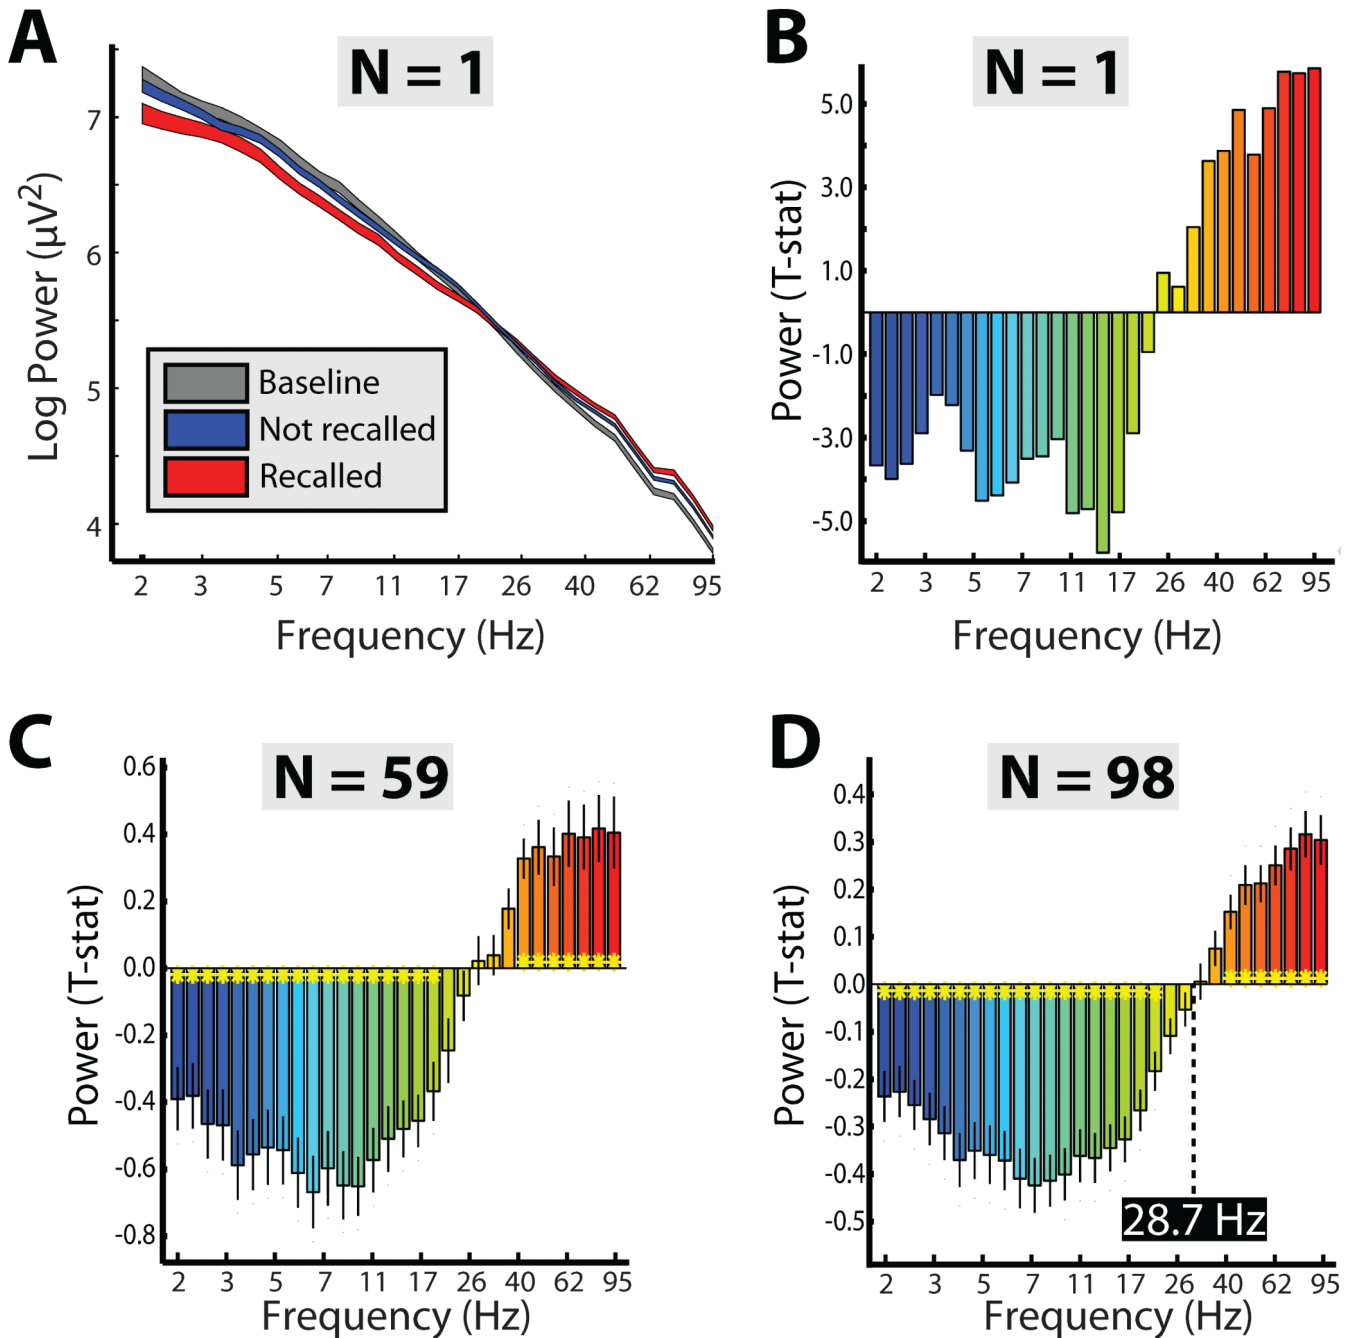 A
N = 1
Log Power (µV²)
7
6
5
4
Baseline
Not recalled
Recalled
2 3 5 7 11 17 26 40 62 95
Frequency (Hz)
B
N = 1
Power (T-stat)
5.0
3.0
1.0
-1.0
-3.0
-5.0
2 3 5 7 11 17 26 40 62 95
Frequency (Hz)
C
N = 59
Power (T-stat)
0.6
0.4
0.2
0.0
-0.2
-0.4
-0.6
-0.8
2 3 5 7 11 17 26 40 62 95
Frequency (Hz)
D
N = 98
Power (T-stat)
0.4
0.3
0.2
0.1
0.0
-0.1
-0.2
-0.3
-0.4
-0.5
28.7 Hz
2 3 5 7 11 17 26 40 62 95
Frequency (Hz)